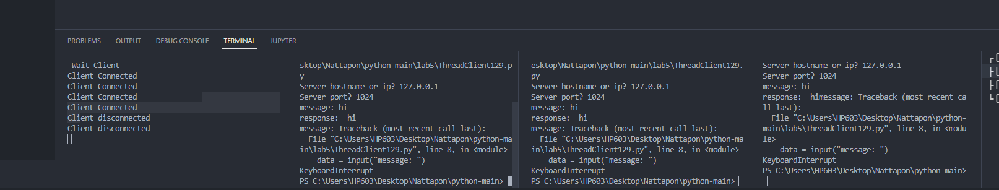 PROBLEMS OUTPUT DEBUG CONSOLE TERMINAL JUPYTER
-Wait Client-------------------
Client Connected
Client Connected
Client Connected
Client Connected
Client disconnected
Client disconnected
sktop\Nattapon\python-main\lab5\ThreadClient129.p
y
Server hostname or ip? 127.0.0.1
Server port? 1024
message: hi
response:  hi
message: Traceback (most recent call last):
  File "C:\Users\HP603\Desktop\Nattapon\python-ma
in\lab5\ThreadClient129.py", line 8, in <module>
    data = input("message: ")
KeyboardInterrupt
PS C:\Users\HP603\Desktop\Nattapon\python-main>
esktop\Nattapon\python-main\lab5\ThreadClient129.
py
Server hostname or ip? 127.0.0.1
Server port? 1024
message: hi
response:  hi
message: Traceback (most recent call last):
  File "C:\Users\HP603\Desktop\Nattapon\python-ma
in\lab5\ThreadClient129.py", line 8, in <module>
    data = input("message: ")
KeyboardInterrupt
PS C:\Users\HP603\Desktop\Nattapon\python-main>
Server hostname or ip? 127.0.0.1
Server port? 1024
message: hi
response:  himessage: Traceback (most recent ca
ll last):
  File "C:\Users\HP603\Desktop\Nattapon\python-
main\lab5\ThreadClient129.py", line 8, in <modu
le>
    data = input("message: ")
KeyboardInterrupt
PS C:\Users\HP603\Desktop\Nattapon\python-main>